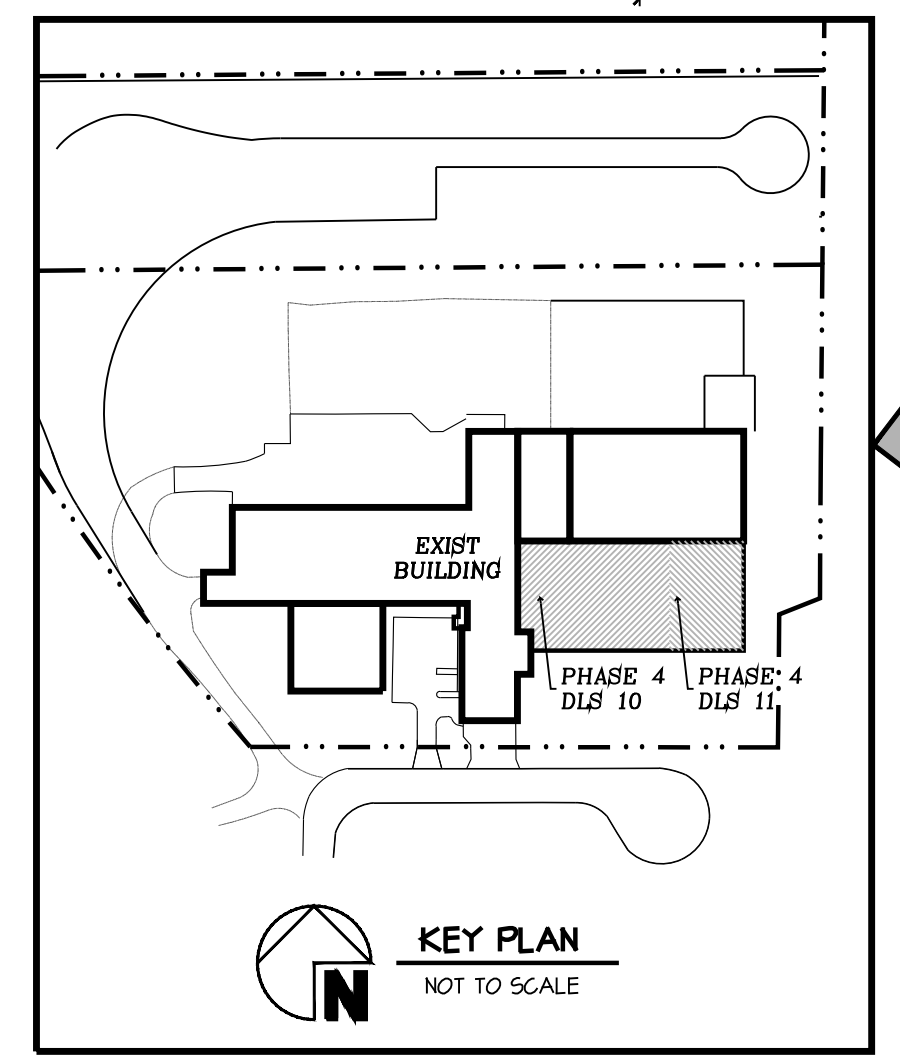 EXIST
BUILDING
PHASE 4
DLS 10
PHASE 4
DLS 11
N
KEY PLAN
NOT TO SCALE